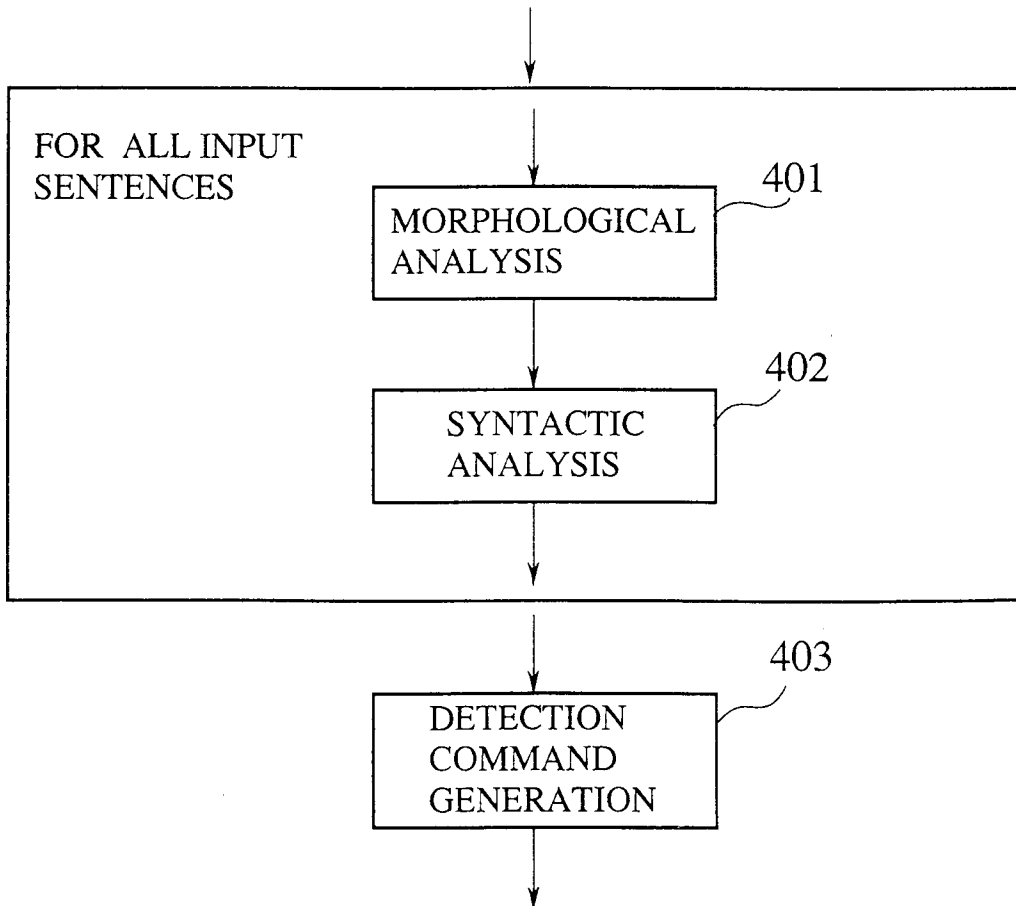 FOR ALL INPUT
SENTENCES
401
MORPHOLOGICAL
ANALYSIS
402
SYNTACTIC
ANALYSIS
403
DETECTION
COMMAND
GENERATION